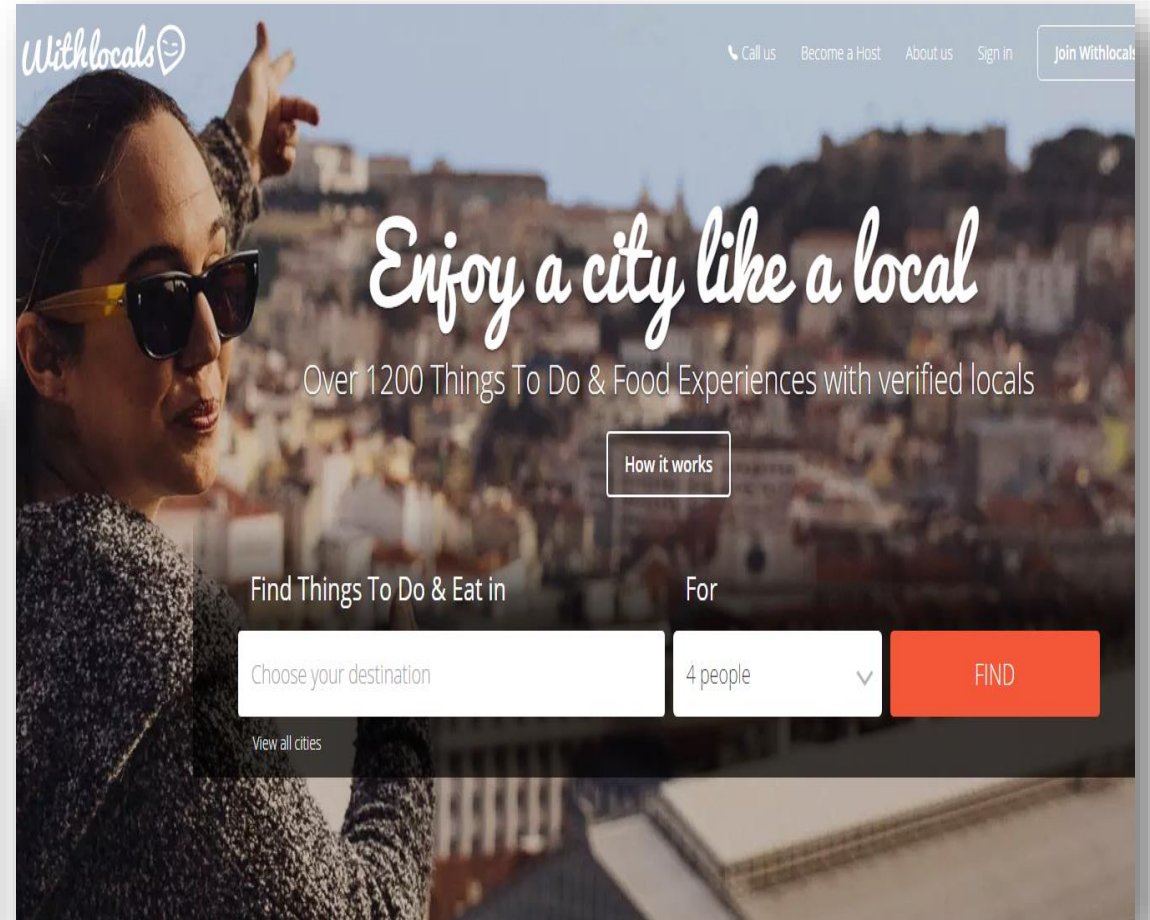 Withlocals
Call us Become a Host About us Sign in Join Withlocals
Enjoy a city like a local
Over 1200 Things To Do & Food Experiences with verified locals
How it works
Find Things To Do & Eat in For
Choose your destination 4 people FIND
View all cities